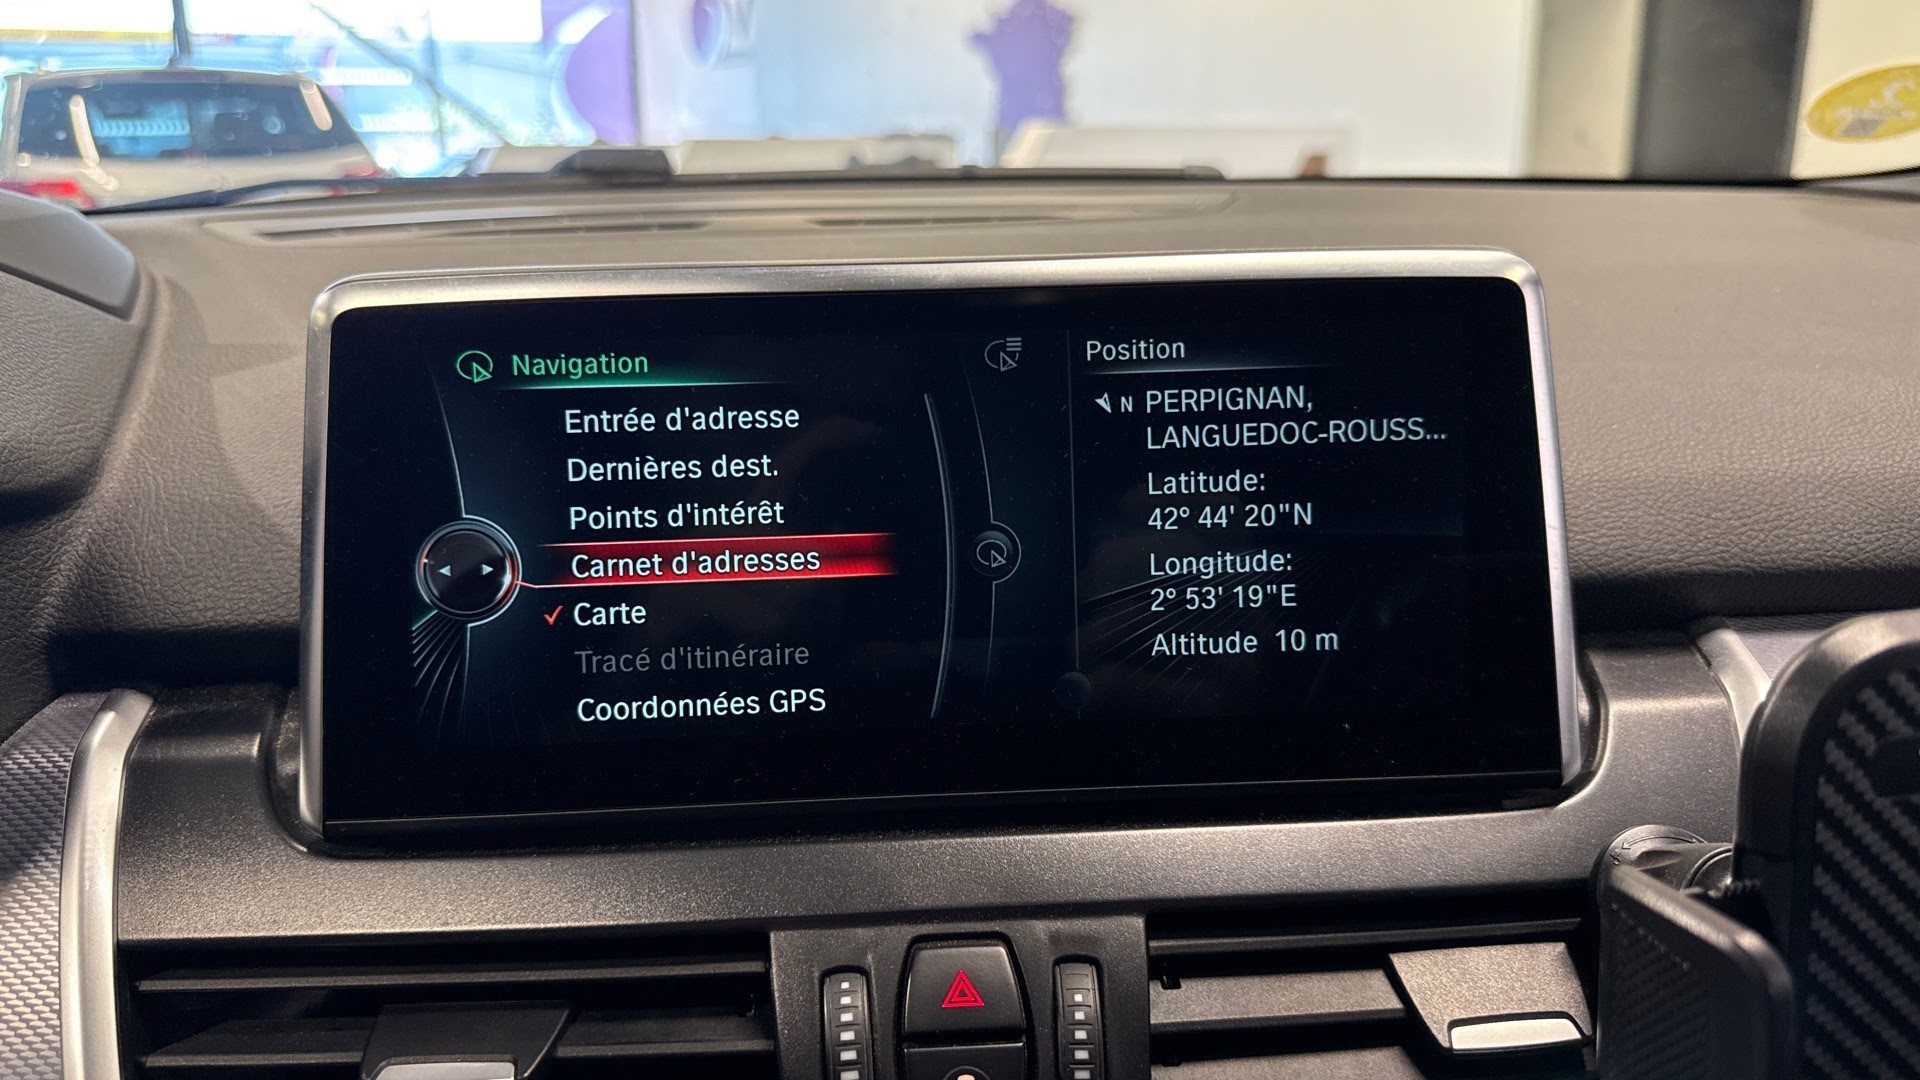 Navigation
Entrée d'adresse
Dernières dest.
Points d'intérêt
Carnet d'adresses
Carte
Tracé d'itinéraire
Coordonnées GPS
Position
N PERPIGNAN,
LANGUEDOC-ROUSS...
Latitude:
42° 44' 20"N
Longitude:
2° 53' 19"E
Altitude 10 m